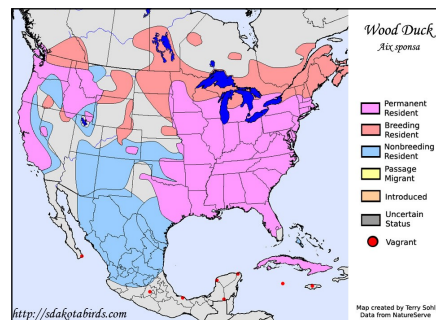 Wood Duck
Aix sponsa
Permanent
Resident
Breeding
Resident
Nonbreeding
Resident
Passage
Migrant
Introduced
Uncertain
Status
Vagrant
http://sdakotabirds.com
Map created by Terry Sohl
Data from NatureServe